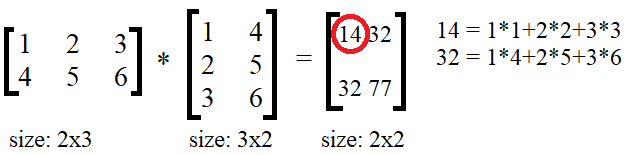 1 2 3 1 4 14 32 14 = 1*1+2*2+3*3
4 5 6 * 2 5 = 32 = 1*4+2*5+3*6
3 6 32 77
size: 2x3 size: 3x2 size: 2x2